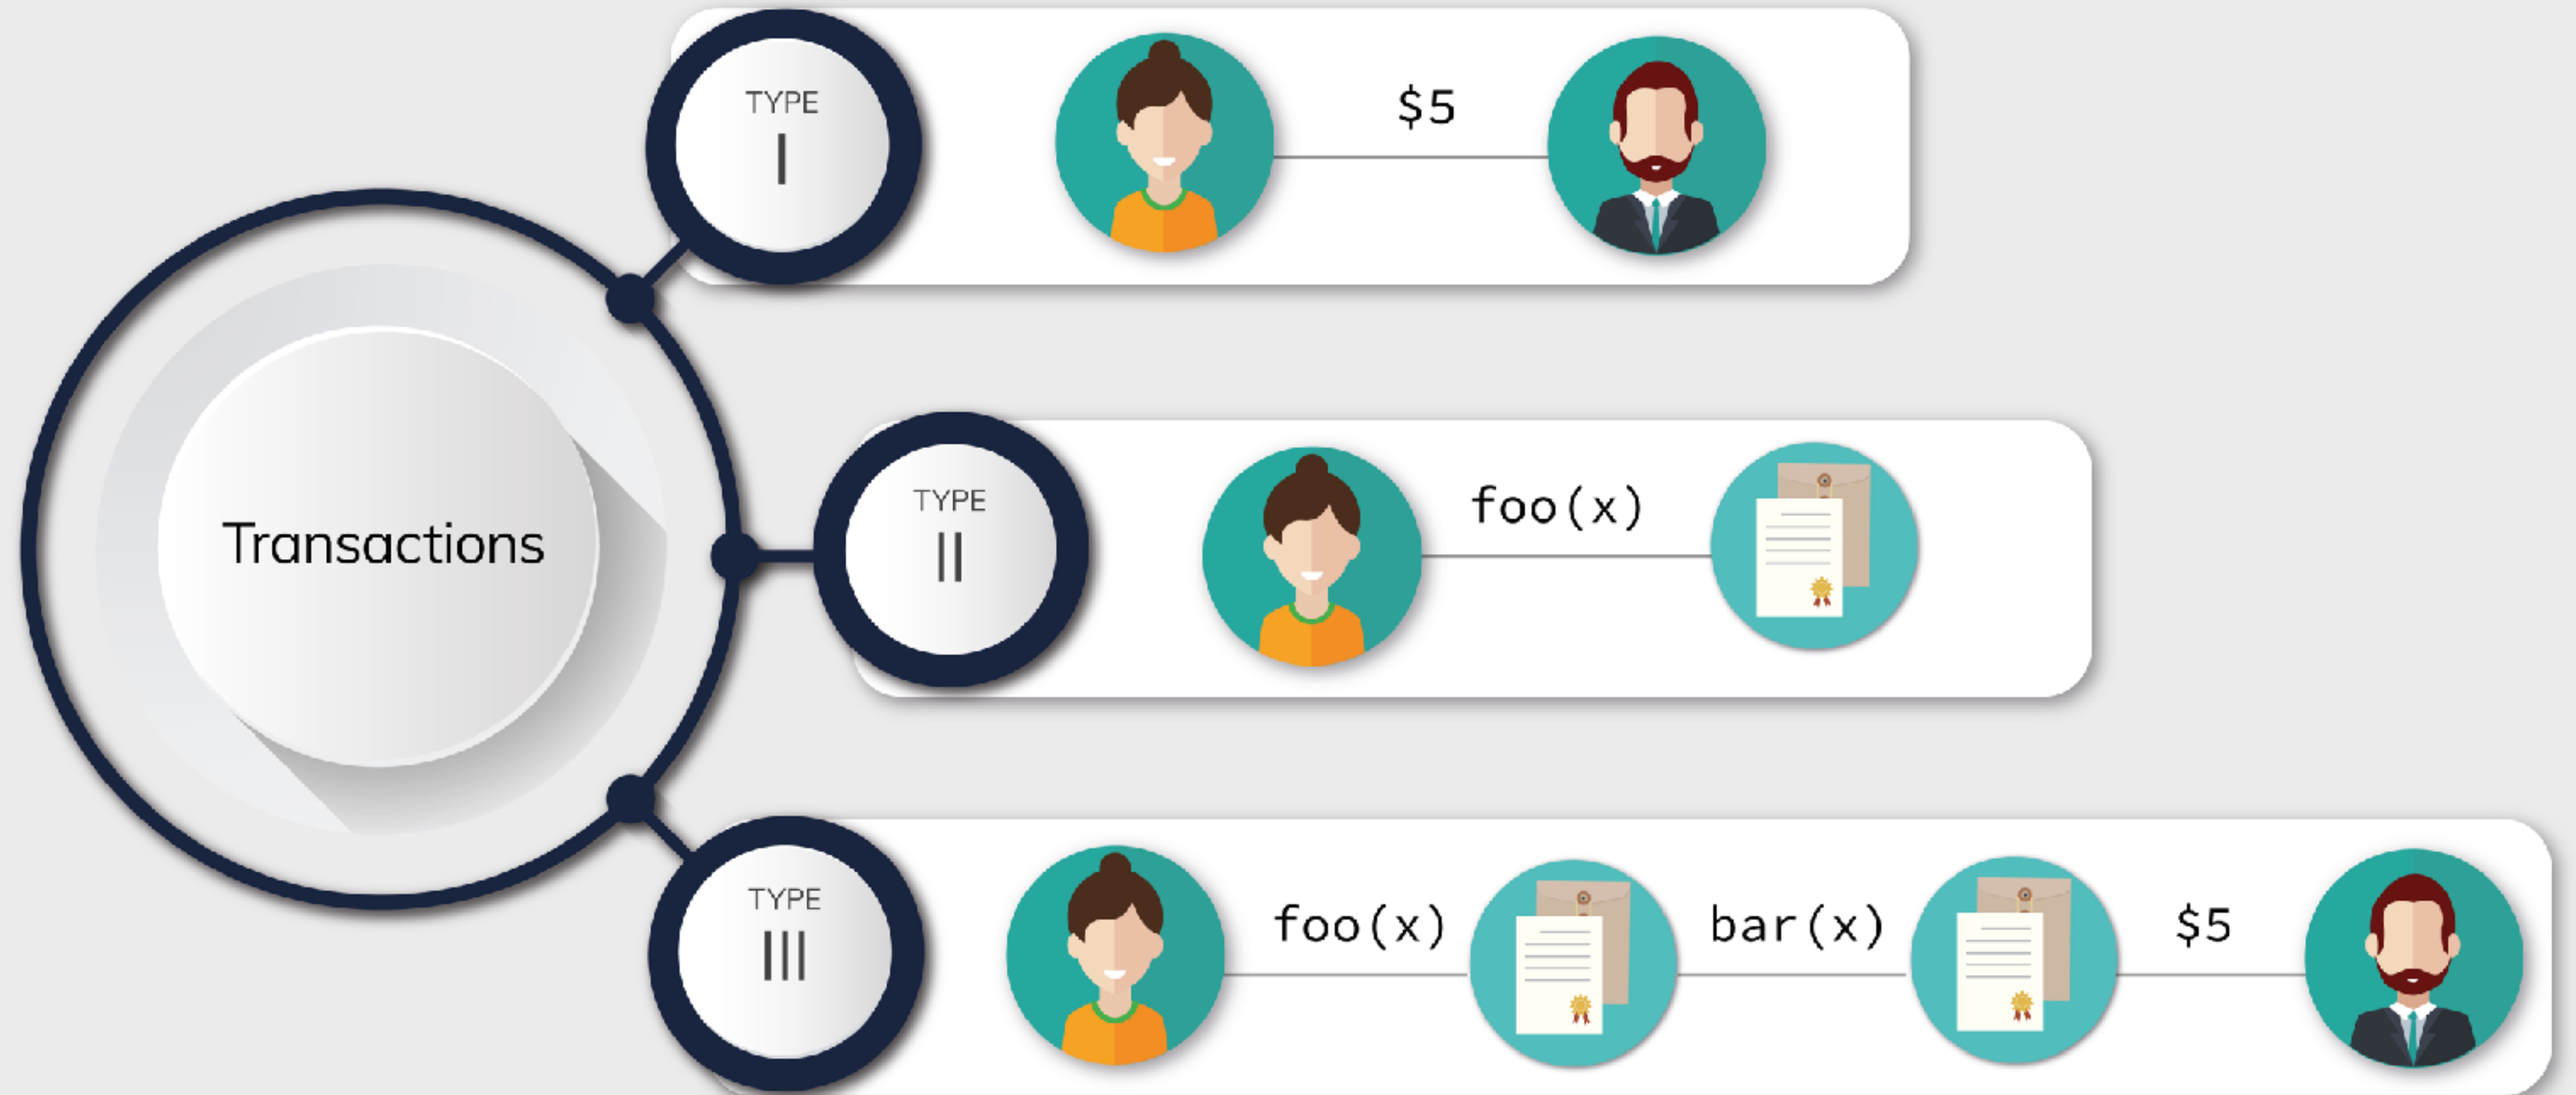 TYPE
I
$5
Transactions
TYPE
II
foo(x)
TYPE
III
foo(x)
bar(x)
$5